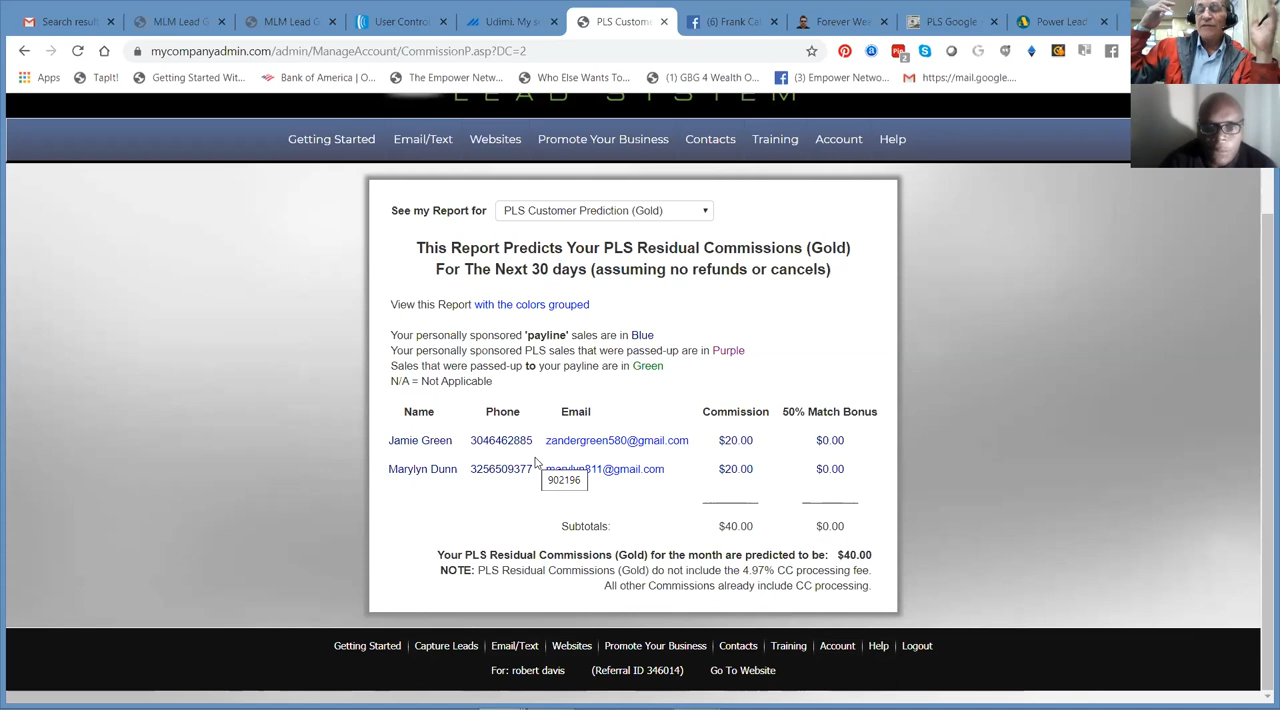 Search result
MLM Lead G
MLM Lead G
User Control
Udimi. My s
PLS Custome
(6) Frank Ca
Forever Wee
PLS Google
Power Lead
mycompanyadmin.com/admin/ManageAccount/CommissionP.asp?DC=2
Apps
TapIt!
Getting Started Wit...
Bank of America | O...
The Empower Netw...
Who Else Wants To...
(1) GBG 4 Wealth O...
(3) Empower Netwo...
https://mail.google....
LEAD SYSTEM
Getting Started
Email/Text
Websites
Promote Your Business
Contacts
Training
Account
Help
See my Report for
PLS Customer Prediction (Gold)
This Report Predicts Your PLS Residual Commissions (Gold)
For The Next 30 days (assuming no refunds or cancels)
View this Report with the colors grouped
Your personally sponsored 'payline' sales are in Blue
Your personally sponsored PLS sales that were passed-up are in Purple
Sales that were passed-up to your payline are in Green
N/A = Not Applicable
Name Phone Email Commission 50% Match Bonus
Jamie Green 3046462885 zandergreen580@gmail.com $20.00 $0.00
Marylyn Dunn 3256509377 marylyn811@gmail.com $20.00 $0.00
902196
Subtotals: $40.00 $0.00
Your PLS Residual Commissions (Gold) for the month are predicted to be: $40.00
NOTE: PLS Residual Commissions (Gold) do not include the 4.97% CC processing fee.
All other Commissions already include CC processing.
Getting Started | Capture Leads | Email/Text | Websites | Promote Your Business | Contacts | Training | Account | Help | Logout
For: robert davis (Referral ID 346014) Go To Website